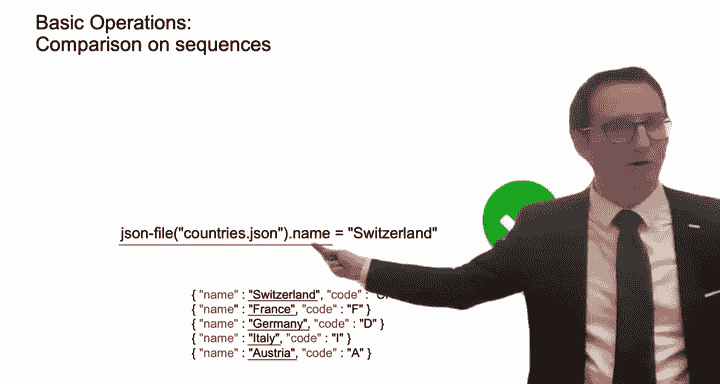 Basic Operations:
Comparison on sequences
json-file("countries.json").name = "Switzerland"
{ "name" : "Switzerland", "code" : "
{ "name" : "France", "code" : "F" }
{ "name" : "Germany", "code" : "D" }
{ "name" : "Italy", "code" : "I" }
{ "name" : "Austria", "code" : "A" }